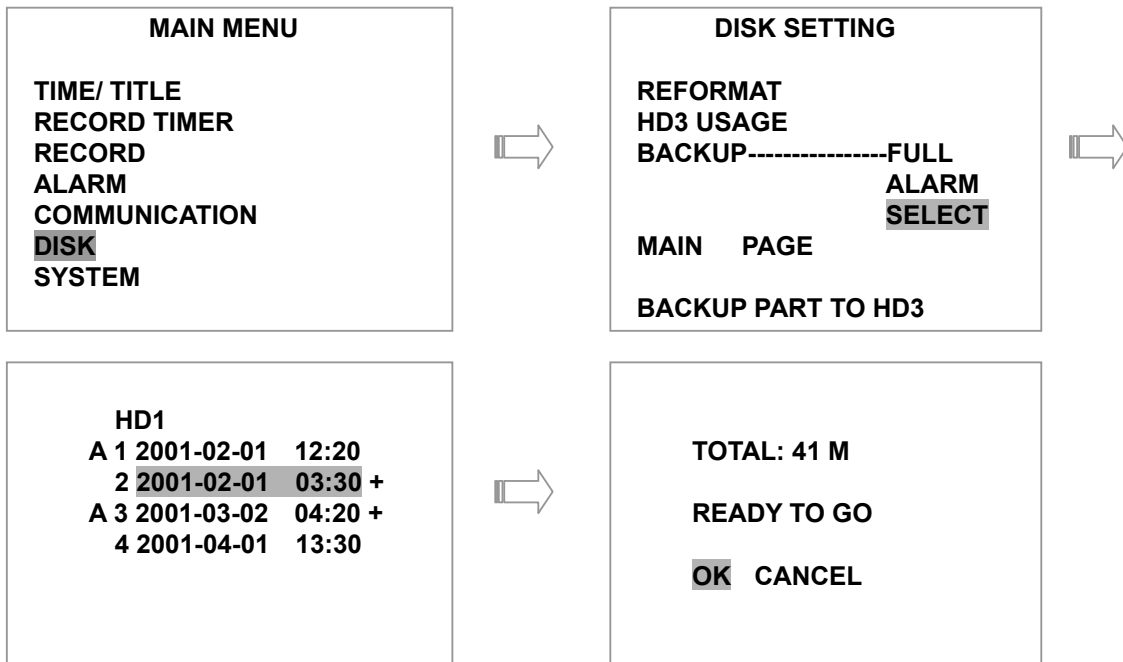 MAIN MENU
TIME/ TITLE
RECORD TIMER
RECORD
ALARM
COMMUNICATION
DISK
SYSTEM
DISK SETTING
REFORMAT
HD3 USAGE
BACKUP----------------FULL
ALARM
SELECT
MAIN PAGE
BACKUP PART TO HD3
HD1
A 1 2001-02-01 12:20
2 2001-02-01 03:30 +
A 3 2001-03-02 04:20 +
4 2001-04-01 13:30
TOTAL: 41 M
READY TO GO
OK CANCEL